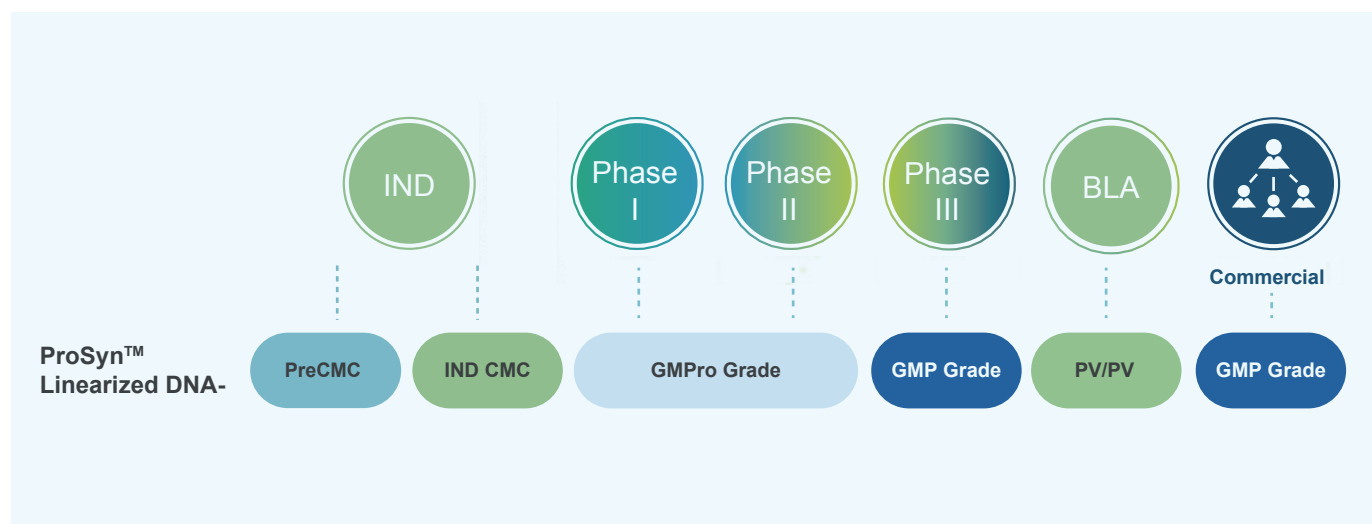 IND
Phase
I
Phase
II
Phase
III
BLA
Commercial
ProSyn™
Linearized DNA-
PreCMC
IND CMC
GMPro Grade
GMP Grade
PV/PV
GMP Grade